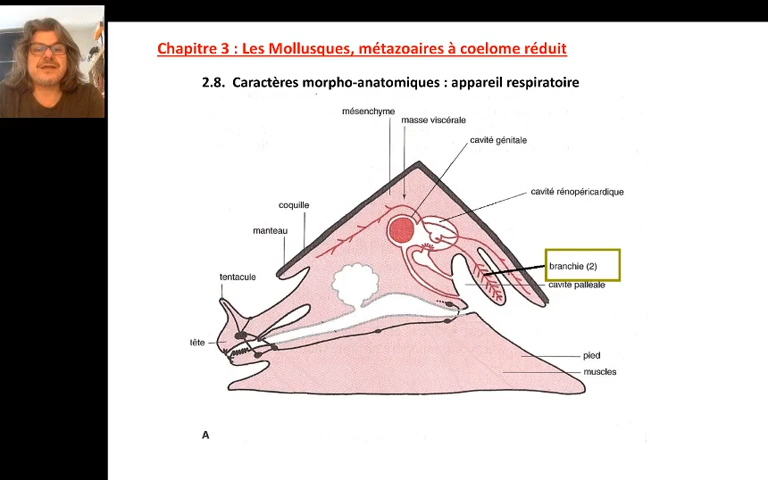 Chapitre 3 : Les Mollusques, métazoaires à coelome réduit
2.8. Caractères morpho-anatomiques : appareil respiratoire
mésenchyme
masse viscérale
cavité génitale
cavité rénopéricardique
coquille
manteau
branchie (2)
tentacule
cavité palléale
tête
pied
muscles
A